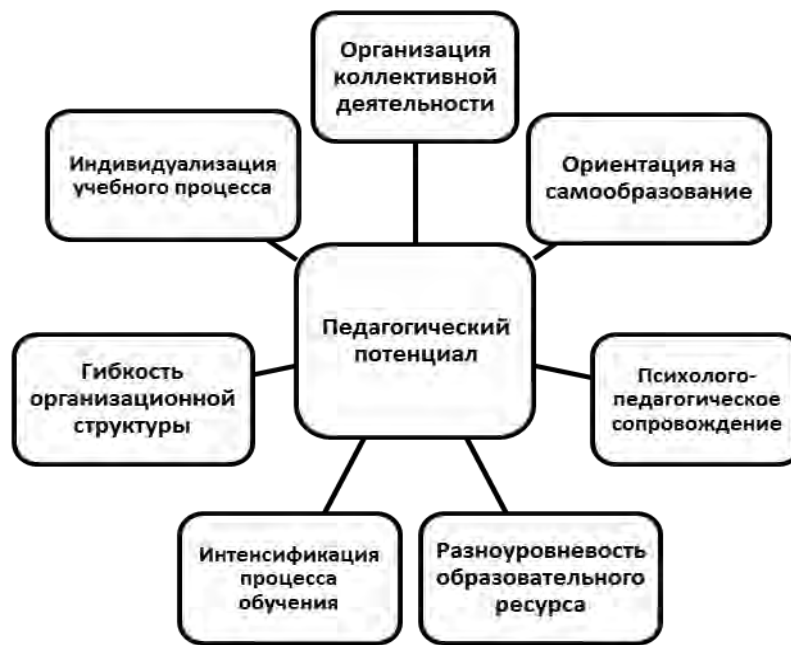 Организация
коллективной
деятельности
Индивидуализация
учебного процесса
Ориентация на
самообразование
Педагогический
потенциал
Гибкость
организационной
структуры
Психолого-
педагогическое
сопровождение
Интенсификация
процесса
обучения
Разноуровневость
образовательного
ресурса